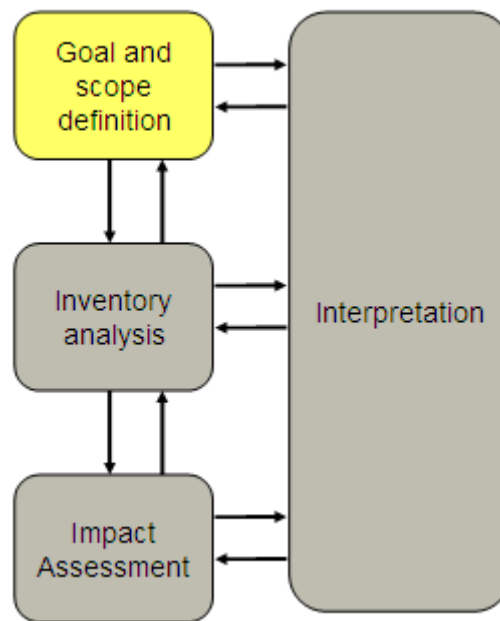 Goal and
scope
definition
Inventory
analysis
Interpretation
Impact
Assessment